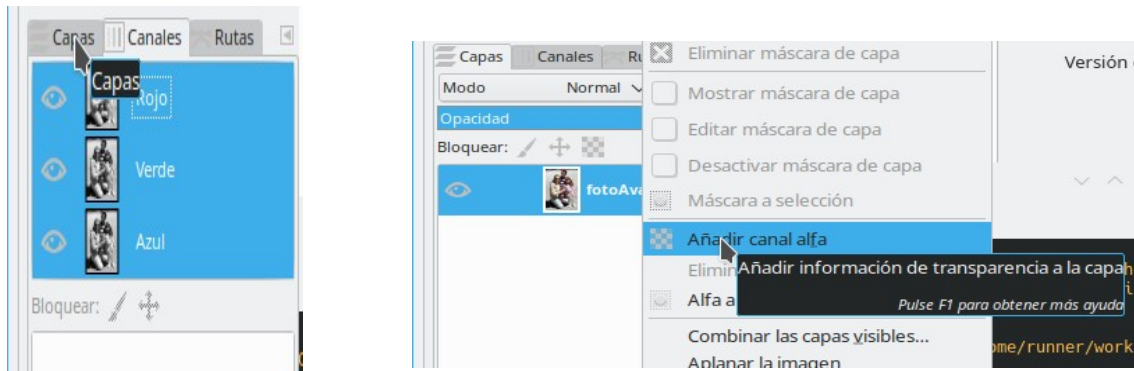 Capas Canales Rutas
Capas
Rojo
Verde
Azul
Bloquear:
Capas Canales
Modo Normal
Opacidad
Bloquear:
Eliminar máscara de capa
Mostrar máscara de capa
Editar máscara de capa
Desactivar máscara de capa
Máscara a selección
Añadir canal alfa
Añadir información de transparencia a la capa
Alfa a
Pulse F1 para obtener más ayuda
Combinar las capas visibles...
Aplanar la imagen
Versión
ome/runner/work